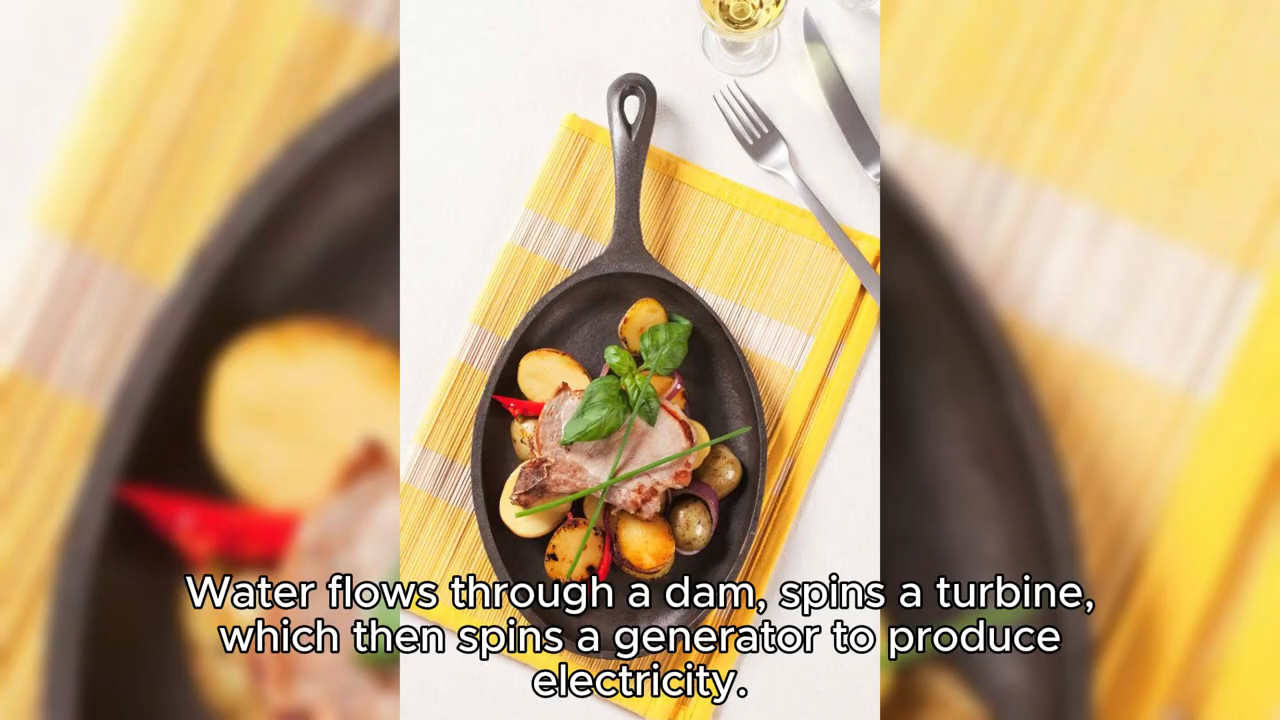 Water flows through a dam, spins a turbine,
which then spins a generator to produce
electricity.